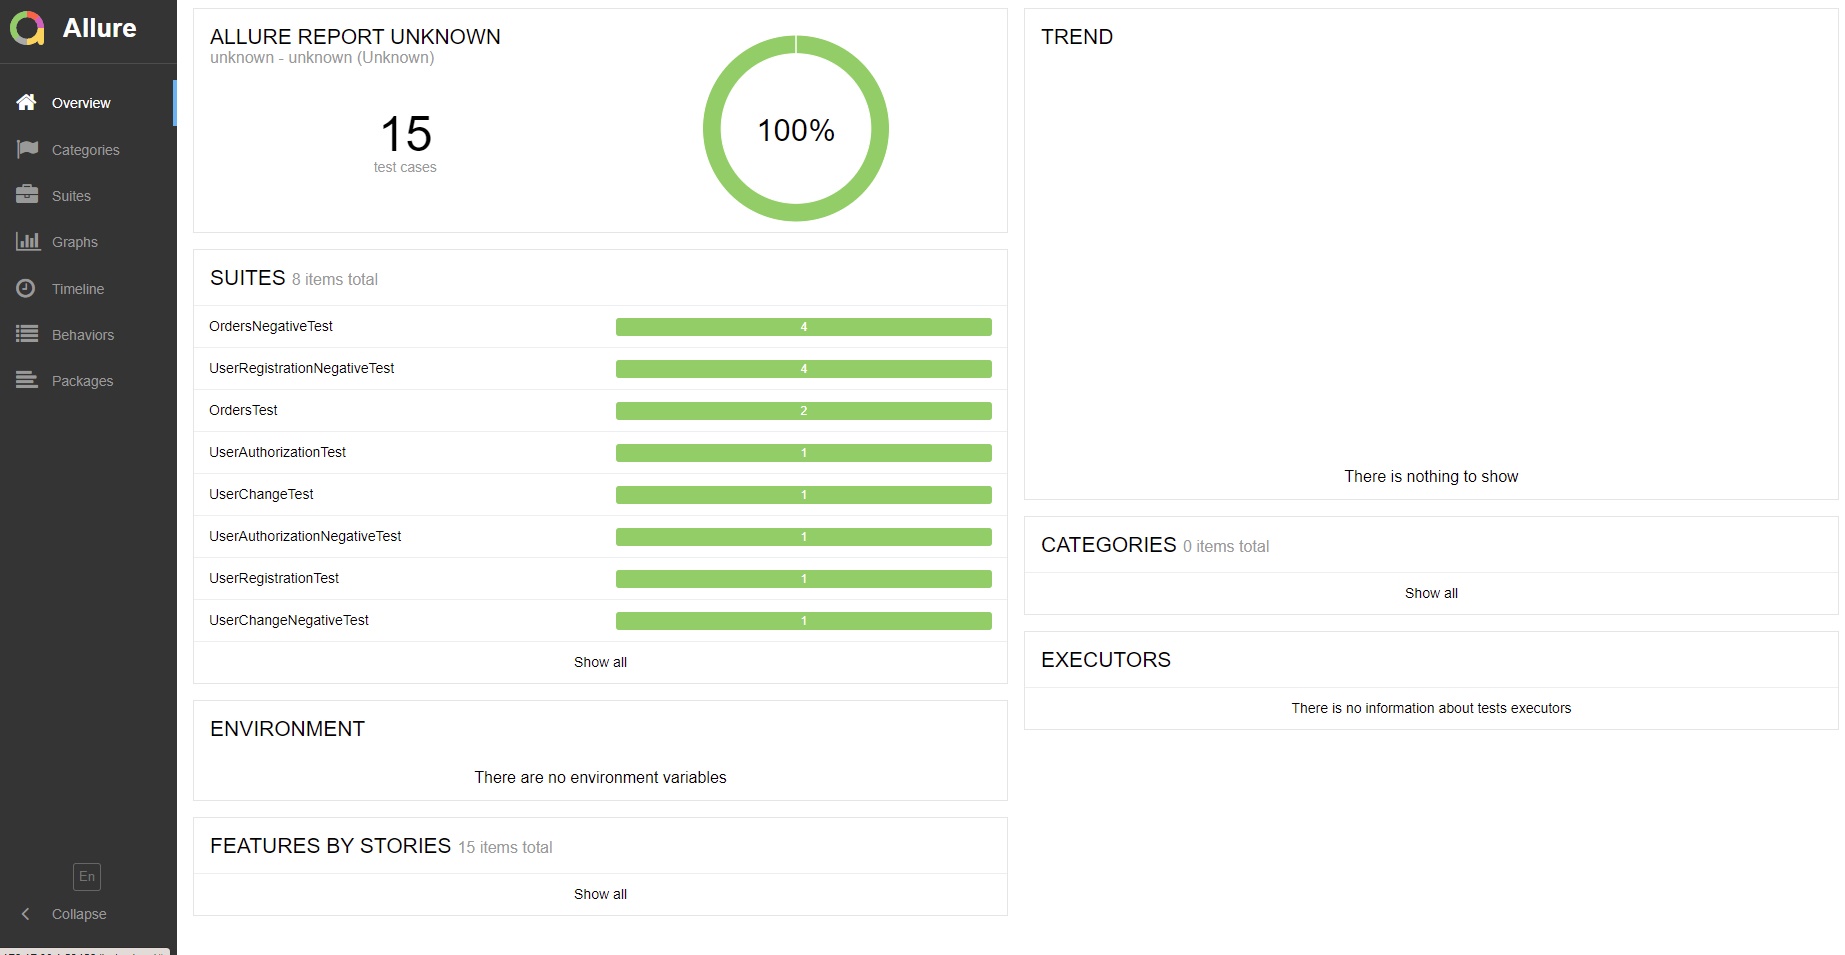 Allure
Overview
Categories
Suites
Graphs
Timeline
Behaviors
Packages
En
Collapse
ALLURE REPORT UNKNOWN
unknown - unknown (Unknown)
15
test cases
100%
SUITES 8 items total
OrdersNegativeTest 4
UserRegistrationNegativeTest 4
OrdersTest 2
UserAuthorizationTest 1
UserChangeTest 1
UserAuthorizationNegativeTest 1
UserRegistrationTest 1
UserChangeNegativeTest 1
Show all
ENVIRONMENT
There are no environment variables
FEATURES BY STORIES 15 items total
Show all
TREND
There is nothing to show
CATEGORIES 0 items total
Show all
EXECUTORS
There is no information about tests executors